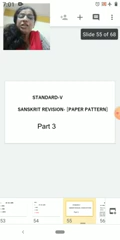 7:01
Slide 55 of 68
STANDARD-V
SANSKRIT REVISION- [PAPER PATTERN]
Part 3
53
54
55
56